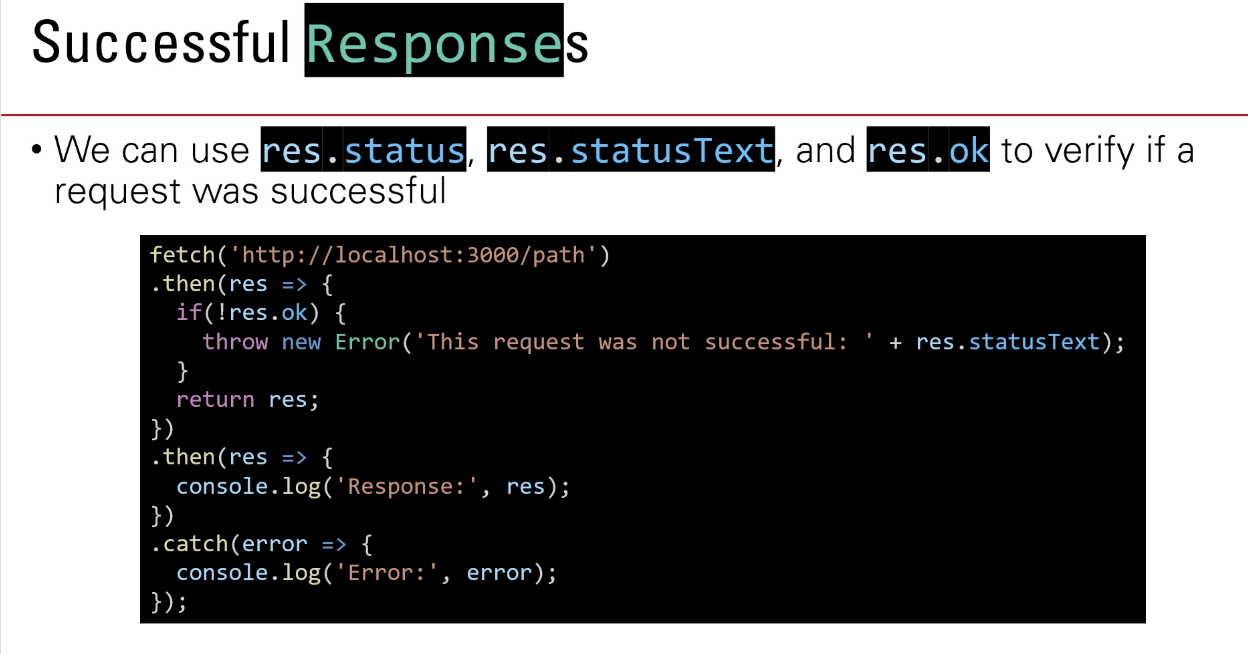 Successful Responses
• We can use res.status, res.statusText, and res.ok to verify if a
request was successful
fetch('http://localhost:3000/path')
.then(res => {
  if(!res.ok) {
    throw new Error('This request was not successful: ' + res.statusText);
  }
  return res;
})
.then(res => {
  console.log('Response:', res);
})
.catch(error => {
  console.log('Error:', error);
});